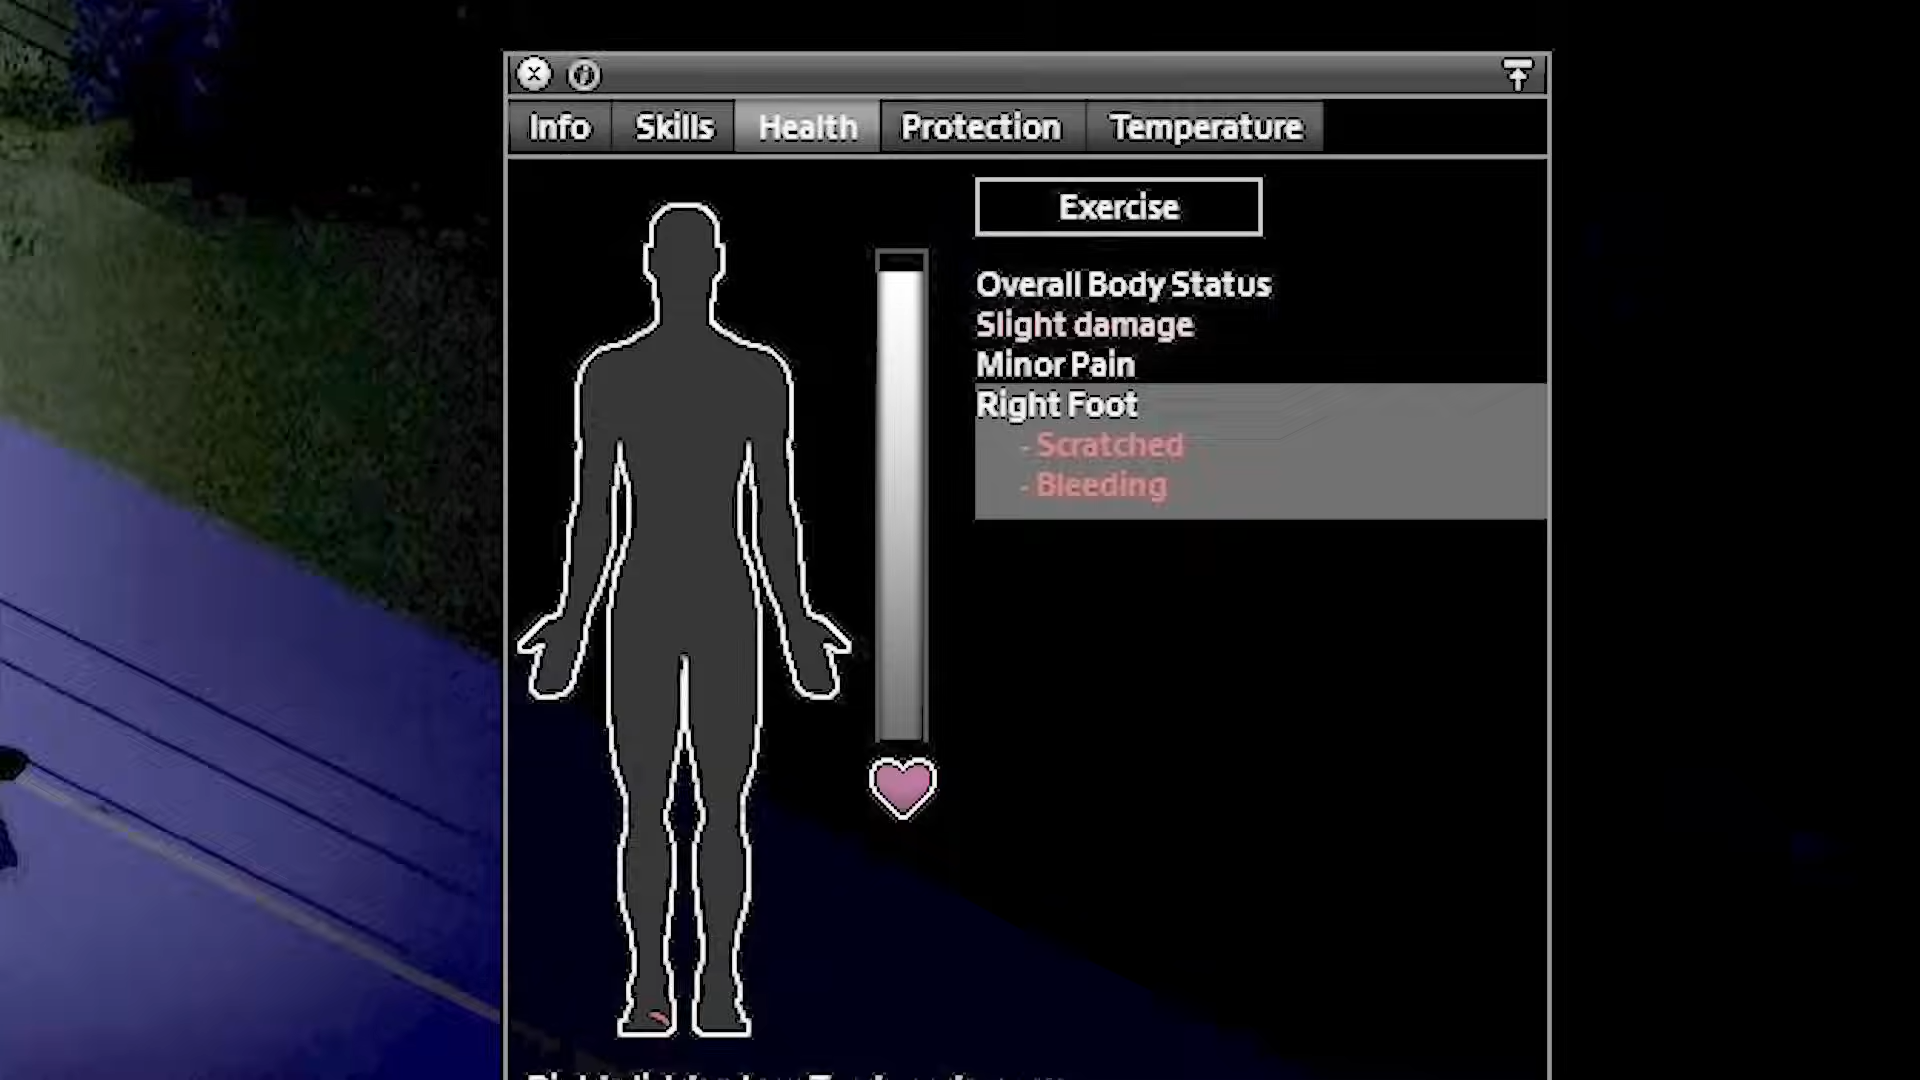 Info Skills Health Protection Temperature
Exercise
Overall Body Status
Slight damage
Minor Pain
Right Foot
- Scratched
- Bleeding